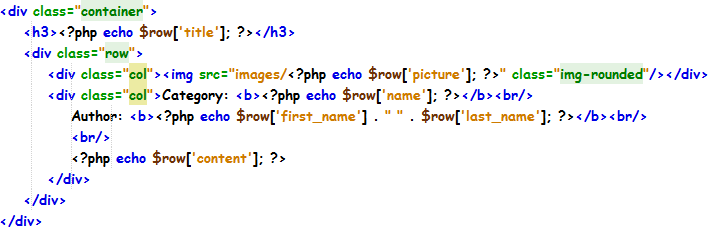 <div class="container">
<h3><?php echo $row['title']; ?></h3>
<div class="row">
<div class="col"><img src="images/<?php echo $row['picture']; ?>" class="img-rounded"/></div>
<div class="col">Category: <b><?php echo $row['name']; ?></b><br/>
Author: <b><?php echo $row['first_name'] . " " . $row['last_name']; ?></b><br/>
<br/>
<?php echo $row['content']; ?>
</div>
</div>
</div>